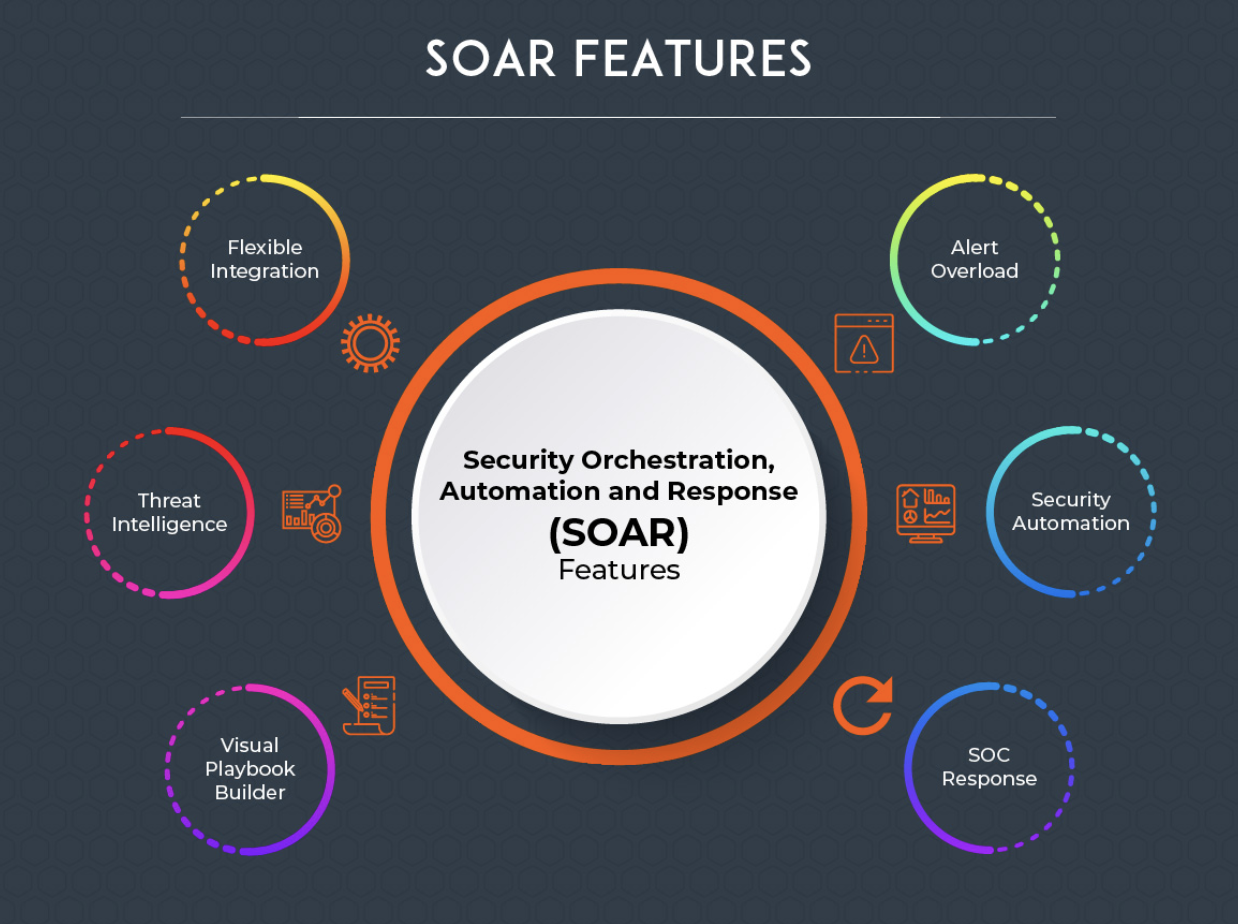 SOAR FEATURES
Flexible
Integration
Alert
Overload
Security Orchestration,
Automation and Response
(SOAR)
Features
Threat
Intelligence
Security
Automation
Visual
Playbook
Builder
SOC
Response